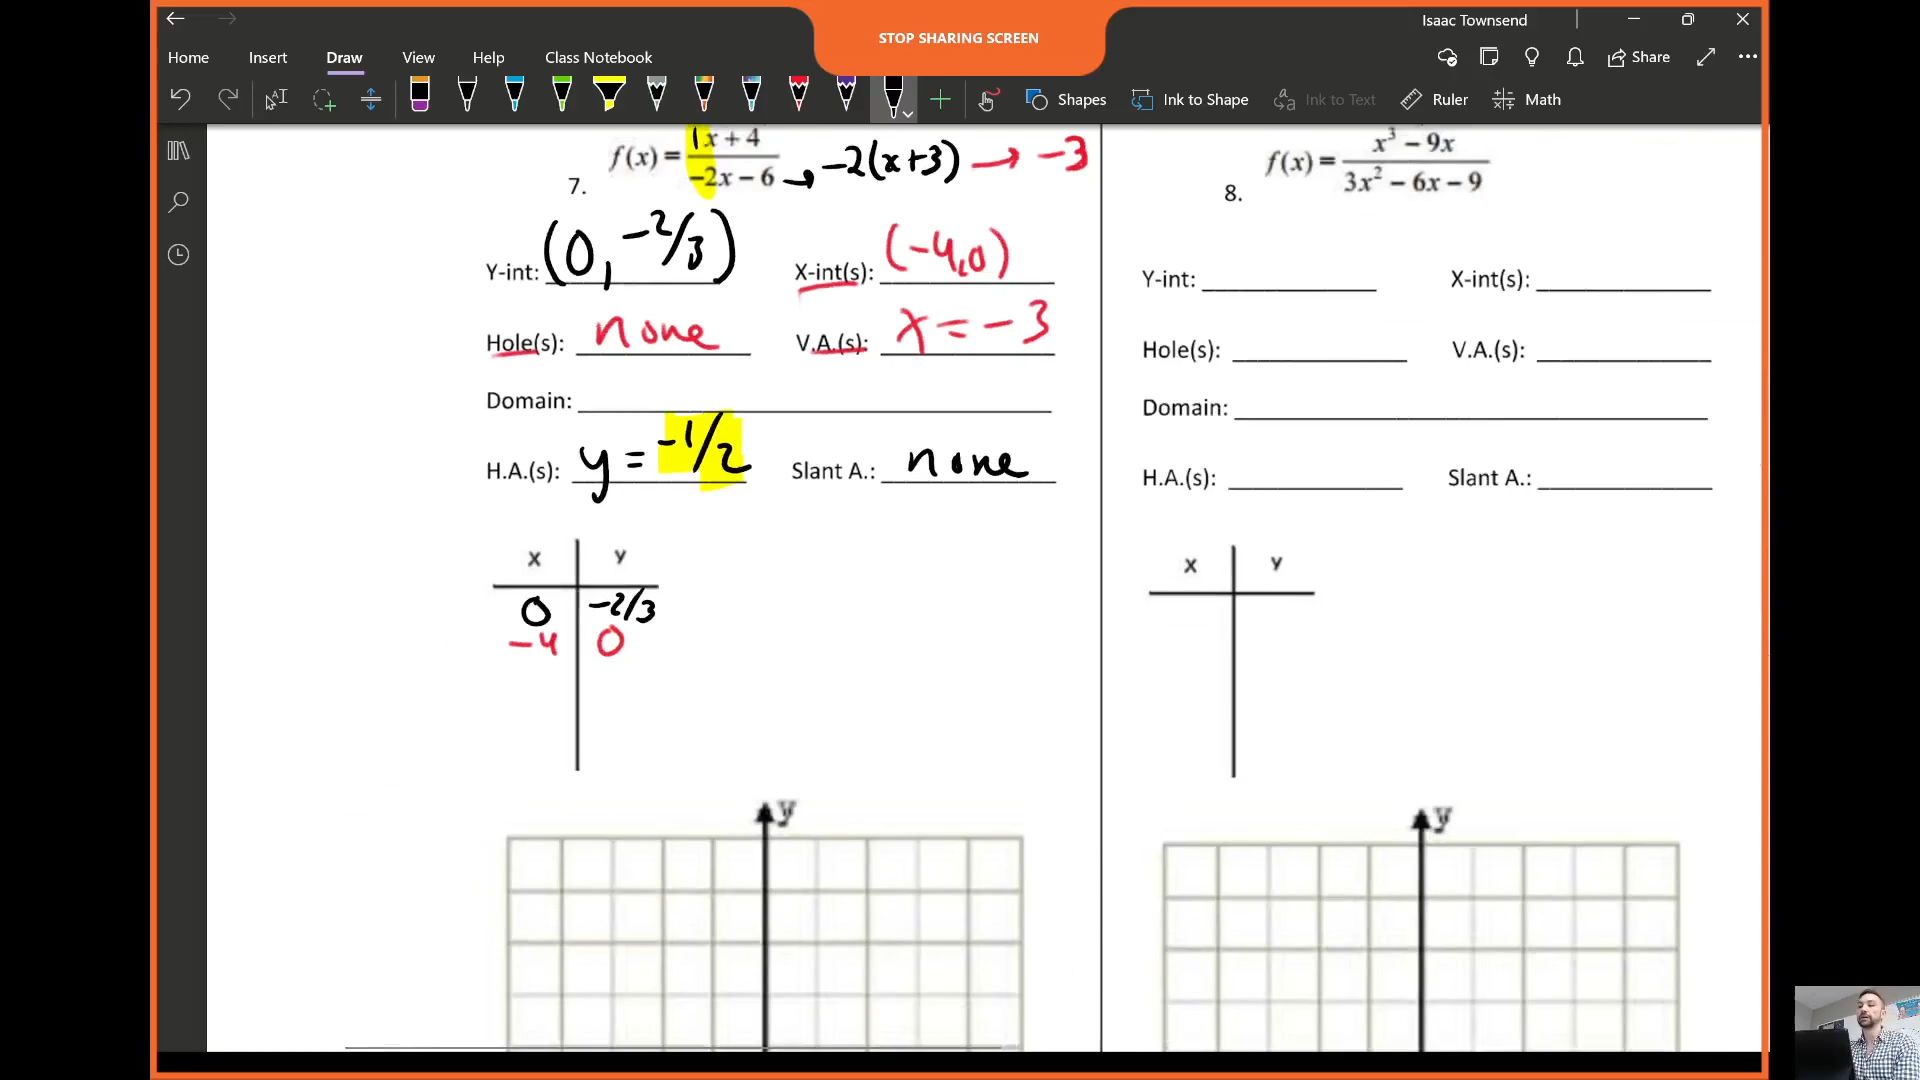 Isaac Townsend
STOP SHARING SCREEN
Home Insert Draw View Help Class Notebook
Share
Shapes Ink to Shape Ink to Text Ruler Math
7. f(x) = 1x + 4 / -2x - 6 → -2(x+3) → -3
Y-int: (0, -2/3) X-int(s): (-4,0)
Hole(s): none V.A.(s): x = -3
Domain:
H.A.(s): y = -1/2 Slant A.: none
x y
0 -2/3
-4 0
y
8. f(x) = x³ - 9x / 3x² - 6x - 9
Y-int: X-int(s):
Hole(s): V.A.(s):
Domain:
H.A.(s): Slant A.:
x y
y